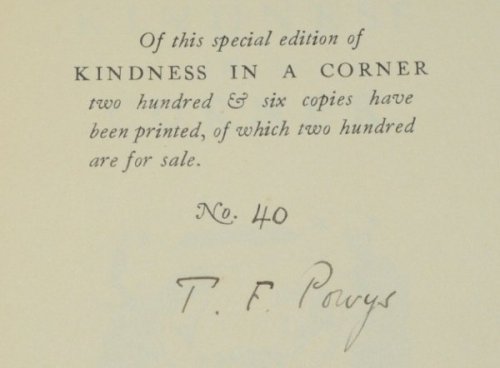 Of this special edition of
KINDNESS IN A CORNER
two hundred & six copies have
been printed, of which two hundred
are for sale.
No. 40
T. F. Powys